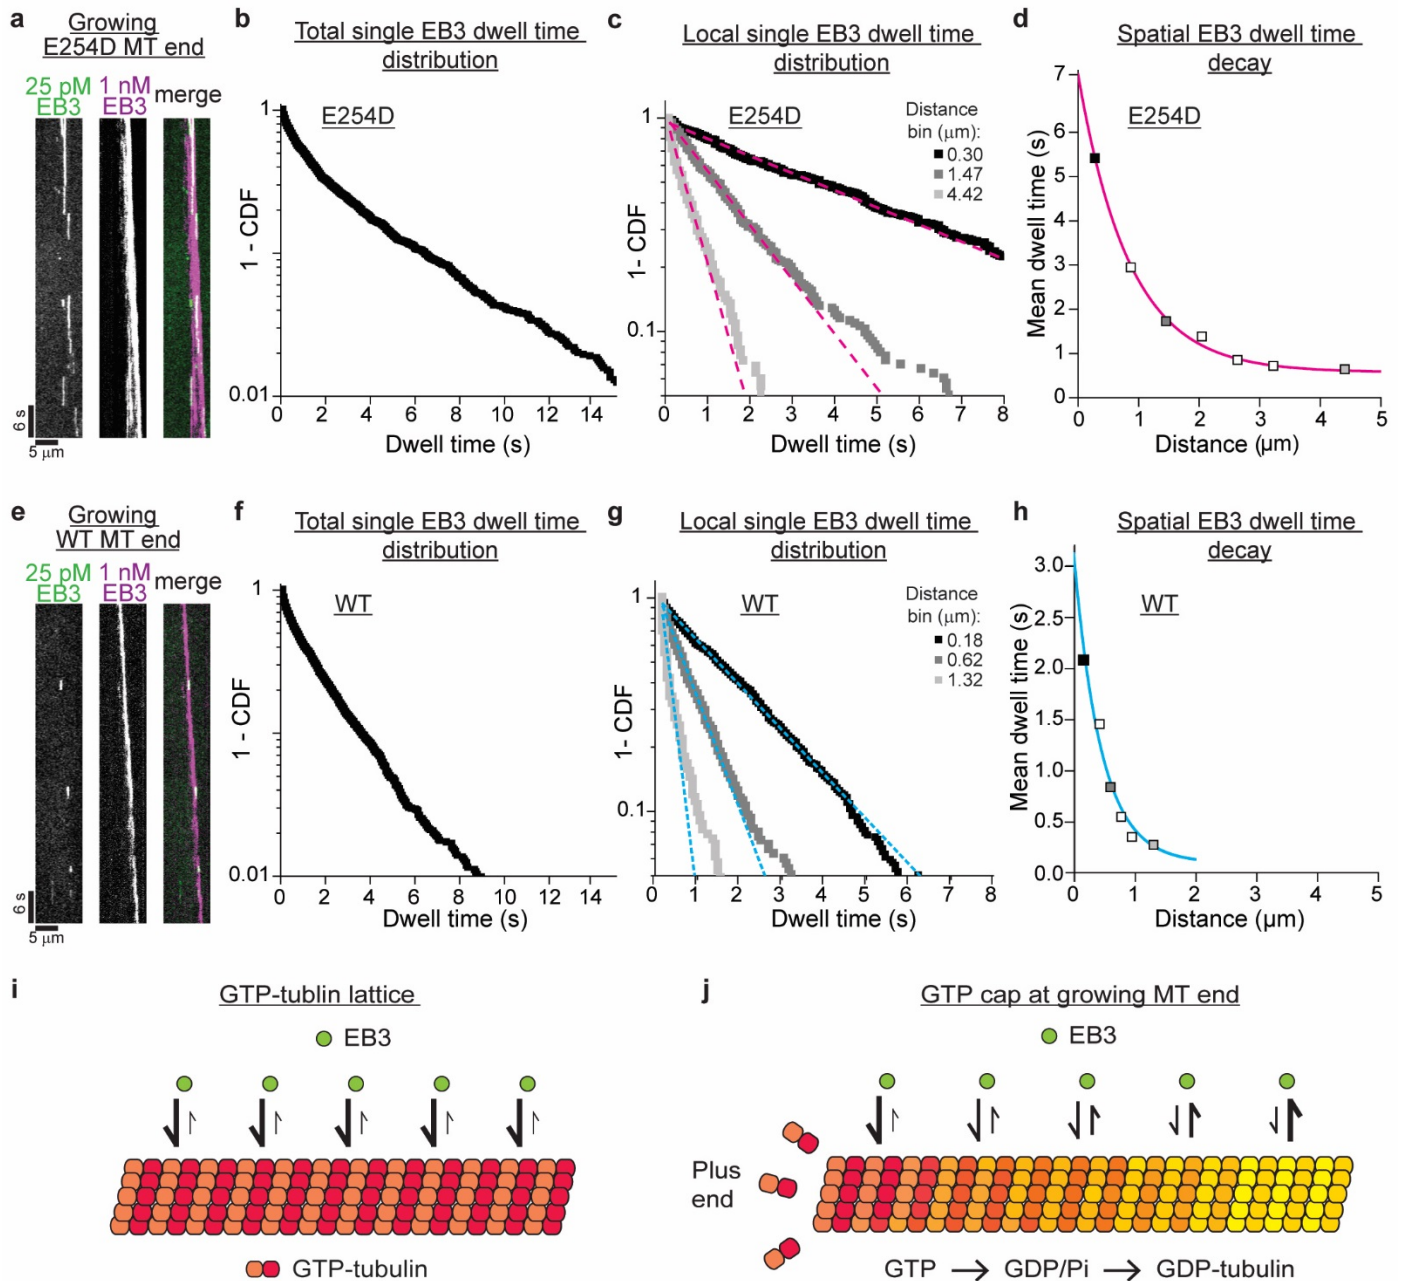 a
Growing
E254D MT end
25 pM
EB3
1 nM
EB3
merge
6 s
5 μm
b
Total single EB3 dwell time
distribution
E254D
1 - CDF
1
0.1
0.01
0 2 4 6 8 10 12 14
Dwell time (s)
c
Local single EB3 dwell time
distribution
E254D
Distance
bin (μm):
0.30
1.47
4.42
1- CDF
1
0.1
0 1 2 3 4 5 6 7 8
Dwell time (s)
d
Spatial EB3 dwell time
decay
E254D
Mean dwell time (s)
7
6
5
3
2
1
0
0 1 2 3 4 5
Distance (μm)
e
Growing
WT MT end
25 pM
EB3
1 nM
EB3
merge
6 s
5 μm
f
Total single EB3 dwell time
distribution
WT
1 - CDF
1
0.1
0.01
0 2 4 6 8 10 12 14
Dwell time (s)
g
Local single EB3 dwell time
distribution
WT
Distance
bin (μm):
0.18
0.62
1.32
1- CDF
1
0.1
0 1 2 3 4 5 6 7 8
Dwell time (s)
h
Spatial EB3 dwell time
decay
WT
Mean dwell time (s)
3.0
2.5
2.0
1.5
1.0
0.5
0.0
0 1 2 3 4 5
Distance (μm)
i
GTP-tublin lattice
EB3
GTP-tubulin
j
GTP cap at growing MT end
EB3
Plus
end
GTP → GDP/Pi → GDP-tubulin